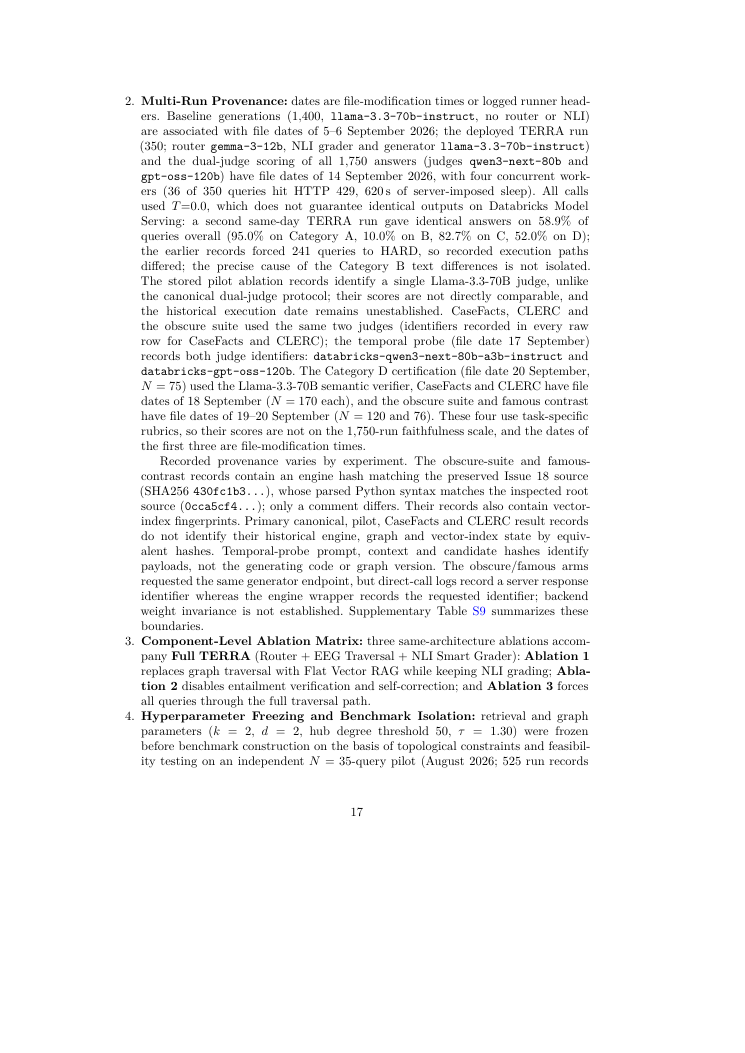 2. Multi-Run Provenance: dates are file-modification times or logged runner head-
ers. Baseline generations (1,400, llama-3.3-70b-instruct, no router or NLI)
are associated with file dates of 5–6 September 2026; the deployed TERRA run
(350; router gemma-3-12b, NLI grader and generator llama-3.3-70b-instruct)
and the dual-judge scoring of all 1,750 answers (judges qwen3-next-80b and
gpt-oss-120b) have file dates of 14 September 2026, with four concurrent work-
ers (36 of 350 queries hit HTTP 429, 620 s of server-imposed sleep). All calls
used T=0.0, which does not guarantee identical outputs on Databricks Model
Serving: a second same-day TERRA run gave identical answers on 58.9% of
queries overall (95.0% on Category A, 10.0% on B, 82.7% on C, 52.0% on D);
the earlier records forced 241 queries to HARD, so recorded execution paths
differed; the precise cause of the Category B text differences is not isolated.
The stored pilot ablation records identify a single Llama-3.3-70B judge, unlike
the canonical dual-judge protocol; their scores are not directly comparable, and
the historical execution date remains unestablished. CaseFacts, CLERC and
the obscure suite used the same two judges (identifiers recorded in every raw
row for CaseFacts and CLERC); the temporal probe (file date 17 September)
records both judge identifiers: databricks-qwen3-next-80b-a3b-instruct and
databricks-gpt-oss-120b. The Category D certification (file date 20 September,
N = 75) used the Llama-3.3-70B semantic verifier, CaseFacts and CLERC have file
dates of 18 September (N = 170 each), and the obscure suite and famous contrast
have file dates of 19–20 September (N = 120 and 76). These four use task-specific
rubrics, so their scores are not on the 1,750-run faithfulness scale, and the dates of
the first three are file-modification times.
Recorded provenance varies by experiment. The obscure-suite and famous-
contrast records contain an engine hash matching the preserved Issue 18 source
(SHA256 430fc1b3...), whose parsed Python syntax matches the inspected root
source (0cca5cf4...); only a comment differs. Their records also contain vector-
index fingerprints. Primary canonical, pilot, CaseFacts and CLERC result records
do not identify their historical engine, graph and vector-index state by equiv-
alent hashes. Temporal-probe prompt, context and candidate hashes identify
payloads, not the generating code or graph version. The obscure/famous arms
requested the same generator endpoint, but direct-call logs record a server response
identifier whereas the engine wrapper records the requested identifier; backend
weight invariance is not established. Supplementary Table S9 summarizes these
boundaries.
3. Component-Level Ablation Matrix: three same-architecture ablations accom-
pany Full TERRA (Router + EEG Traversal + NLI Smart Grader): Ablation 1
replaces graph traversal with Flat Vector RAG while keeping NLI grading; Abla-
tion 2 disables entailment verification and self-correction; and Ablation 3 forces
all queries through the full traversal path.
4. Hyperparameter Freezing and Benchmark Isolation: retrieval and graph
parameters (k = 2, d = 2, hub degree threshold 50, τ = 1.30) were frozen
before benchmark construction on the basis of topological constraints and feasibil-
ity testing on an independent N = 35-query pilot (August 2026; 525 run records
17